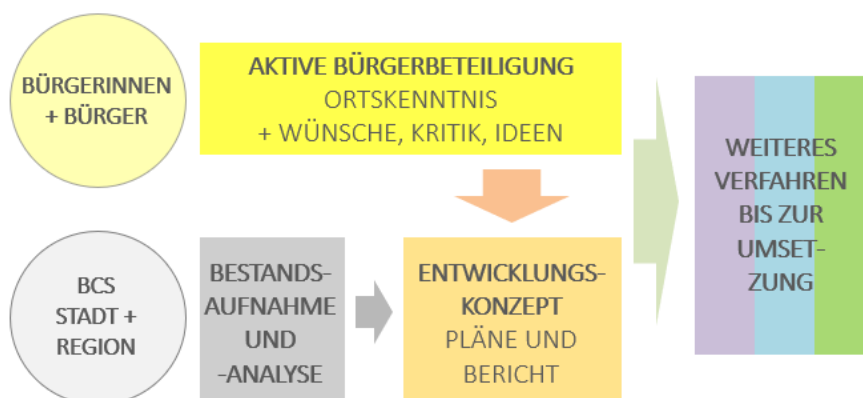 BÜRGERINNEN
+ BÜRGER
AKTIVE BÜRGERBETEILIGUNG
ORTSKENNTNIS
+ WÜNSCHE, KRITIK, IDEEN
BCS
STADT +
REGION
BESTANDS-
AUFNAHME
UND
-ANALYSE
ENTWICKLUNGS-
KONZEPT
PLÄNE UND
BERICHT
WEITERES
VERFAHREN
BIS ZUR
UMSET-
ZUNG